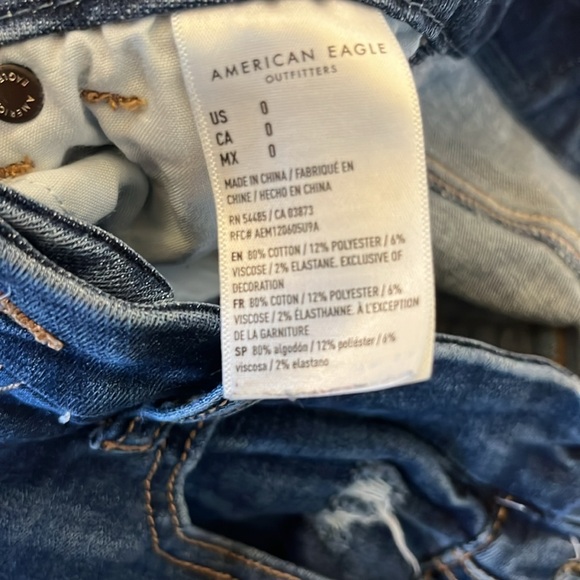 AMERICAN EAGLE
OUTFITTERS
US 0
CA 0
MX 0
MADE IN CHINA / FABRIQUÉ EN
CHINE / HECHO EN CHINA
RN 54485 / CA 03873
RFC# AEM120605U9A
EN 80% COTTON / 12% POLYESTER / 6%
VISCOSE / 2% ELASTANE. EXCLUSIVE OF
DECORATION
FR 80% COTON / 12% POLYESTER / 6%
VISCOSE / 2% ÉLASTHANNE. À L'EXCEPTION
DE LA GARNITURE
SP 80% algodón / 12% poliéster / 6%
viscosa / 2% elastano